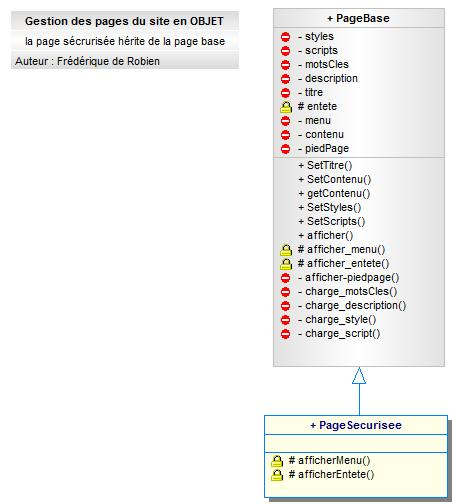 Gestion des pages du site en OBJET
la page sécrurisée hérite de la page base
Auteur : Frédérique de Robien
+ PageBase
- styles
- scripts
- motsCles
- description
- titre
# entete
- menu
- contenu
- piedPage
+ SetTitre()
+ SetContenu()
+ getContenu()
+ SetStyles()
+ SetScripts()
+ afficher()
# afficher_menu()
# afficher_entete()
- afficher-piedpage()
- charge_motsCles()
- charge_description()
- charge_style()
- charge_script()
+ PageSecurisee
# afficherMenu()
# afficherEntete()